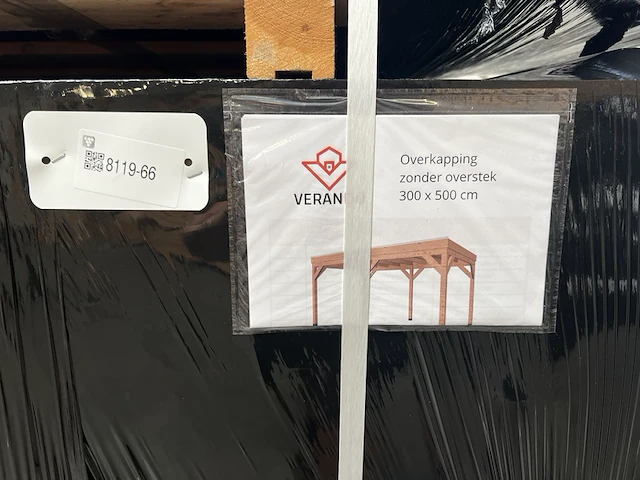 8119-66
VERAN
Overkapping
zonder overstek
300 x 500 cm